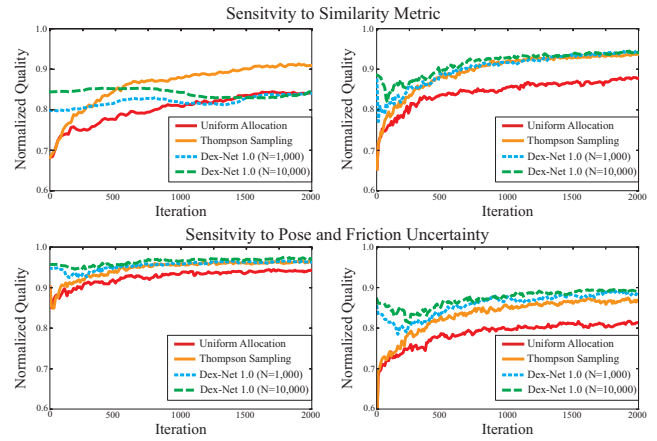 Sensitvity to Similarity Metric
Normalized Quality
1.0
0.9
0.8
0.7
0.6
0
500
1000
1500
2000
Iteration
Uniform Allocation
Thompson Sampling
Dex-Net 1.0 (N=1,000)
Dex-Net 1.0 (N=10,000)
Normalized Quality
1.0
0.9
0.8
0.7
0.6
0
500
1000
1500
2000
Iteration
Uniform Allocation
Thompson Sampling
Dex-Net 1.0 (N=1,000)
Dex-Net 1.0 (N=10,000)
Sensitvity to Pose and Friction Uncertainty
Normalized Quality
1.0
0.9
0.8
0.7
0.6
0
500
1000
1500
2000
Iteration
Uniform Allocation
Thompson Sampling
Dex-Net 1.0 (N=1,000)
Dex-Net 1.0 (N=10,000)
Normalized Quality
1.0
0.9
0.8
0.7
0.6
0
500
1000
1500
2000
Iteration
Uniform Allocation
Thompson Sampling
Dex-Net 1.0 (N=1,000)
Dex-Net 1.0 (N=10,000)